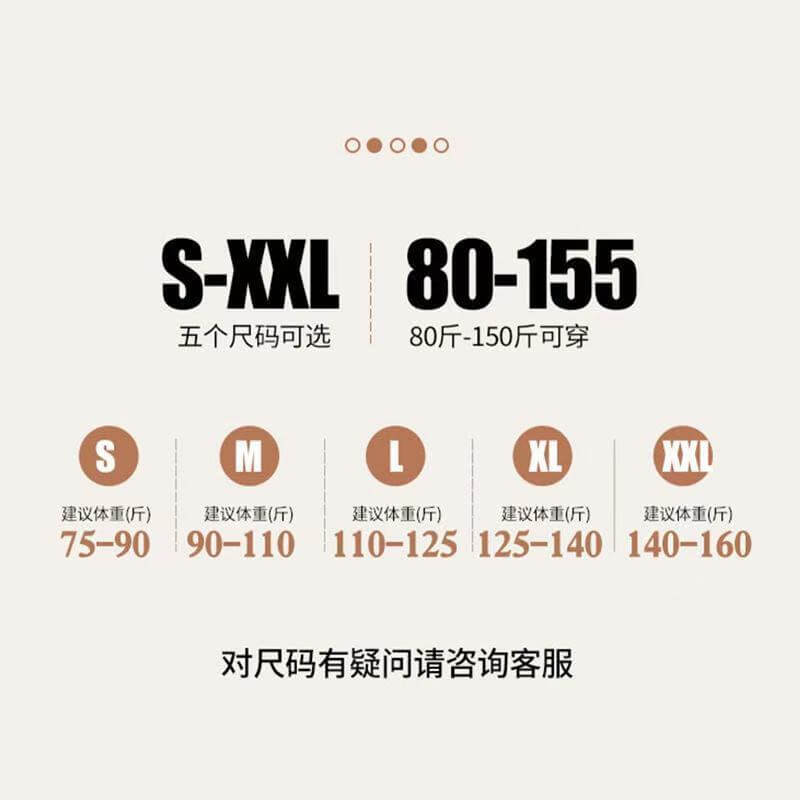 S-XXL
五个尺码可选
80-155
80斤-150斤可穿
S
建议体重(斤)
75-90
M
建议体重(斤)
90-110
L
建议体重(斤)
110-125
XL
建议体重(斤)
125-140
XXL
建议体重(斤)
140-160
对尺码有疑问请咨询客服